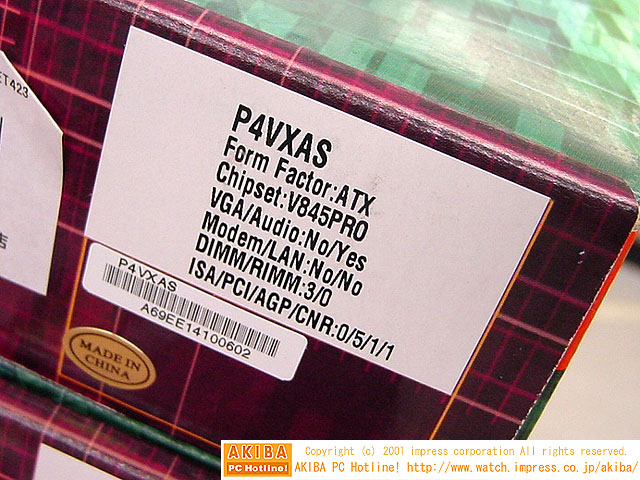 ET423
P4VXAS
Form Factor:ATX
Chipset:V845PRO
VGA/Audio:No/Yes
Modem/LAN:No/No
DIMM/RIMM:3/0
ISA/PCI/AGP/CNR:0/5/1/1
店
P4VXAS
A69EE14100602
MADE IN
CHINA
AKIBA
PC Hotline!
Copyright (c) 2001 impress corporation All rights reserved.
AKIBA PC Hotline! http://www.watch.impress.co.jp/akiba/